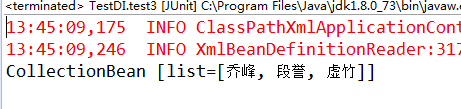 <terminated> TestDI.test3 [JUnit] C:\Program Files\Java\jdk1.8.0_73\bin\javaw.e
13:45:09,175 INFO ClassPathXmlApplicationCont
13:45:09,246 INFO XmlBeanDefinitionReader:317
CollectionBean [list=[乔峰, 段誉, 虚竹]]